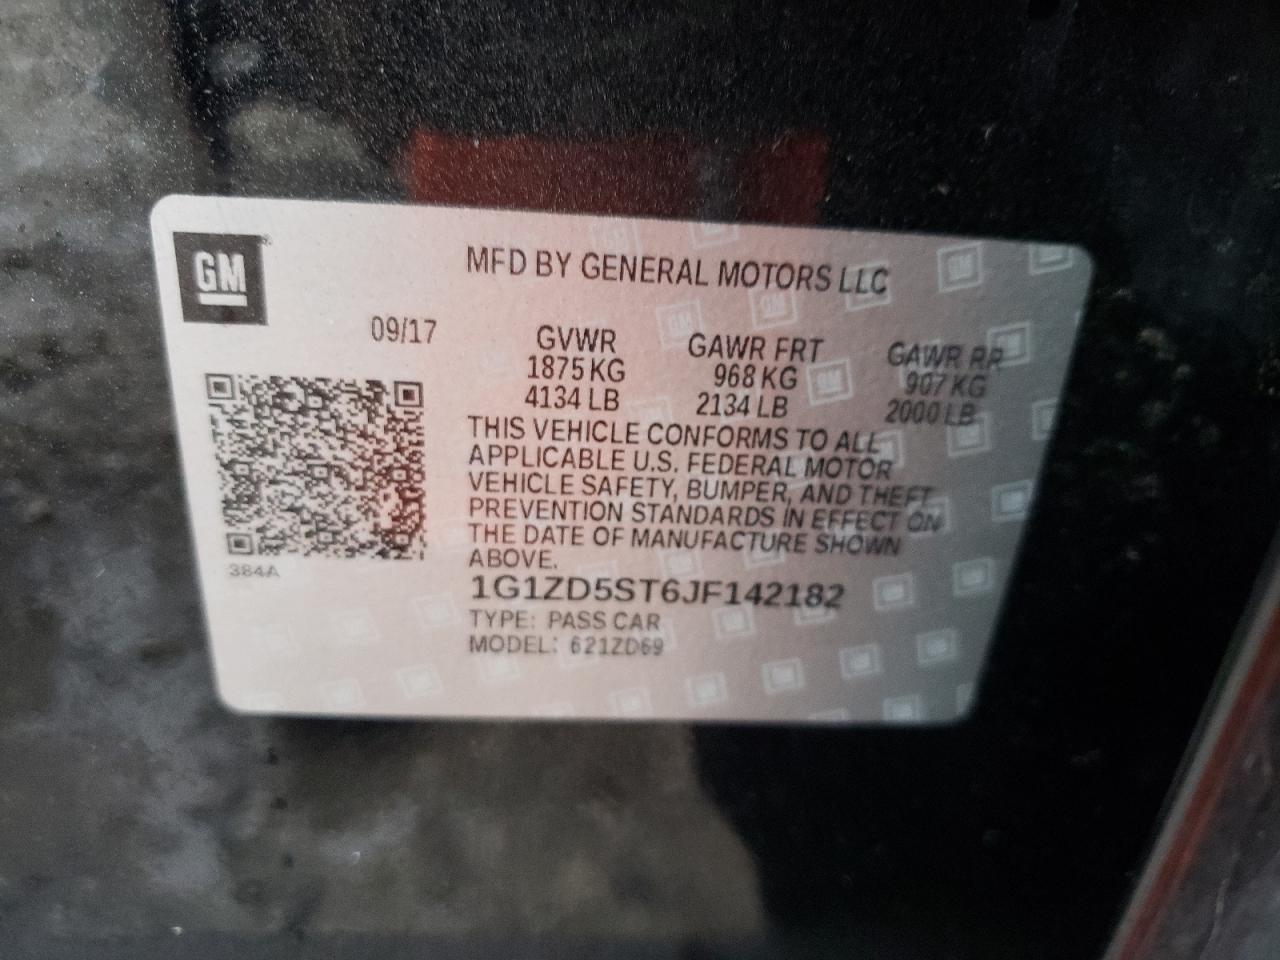 GM
MFD BY GENERAL MOTORS LLC
09/17
GVWR GAWR FRT GAWR RR
1875 KG 968 KG 907 KG
4134 LB 2134 LB 2000 LB
THIS VEHICLE CONFORMS TO ALL
APPLICABLE U.S. FEDERAL MOTOR
VEHICLE SAFETY, BUMPER, AND THEFT
PREVENTION STANDARDS IN EFFECT ON
THE DATE OF MANUFACTURE SHOWN
ABOVE.
384A
1G1ZD5ST6JF142182
TYPE: PASS CAR
MODEL: 621ZD69